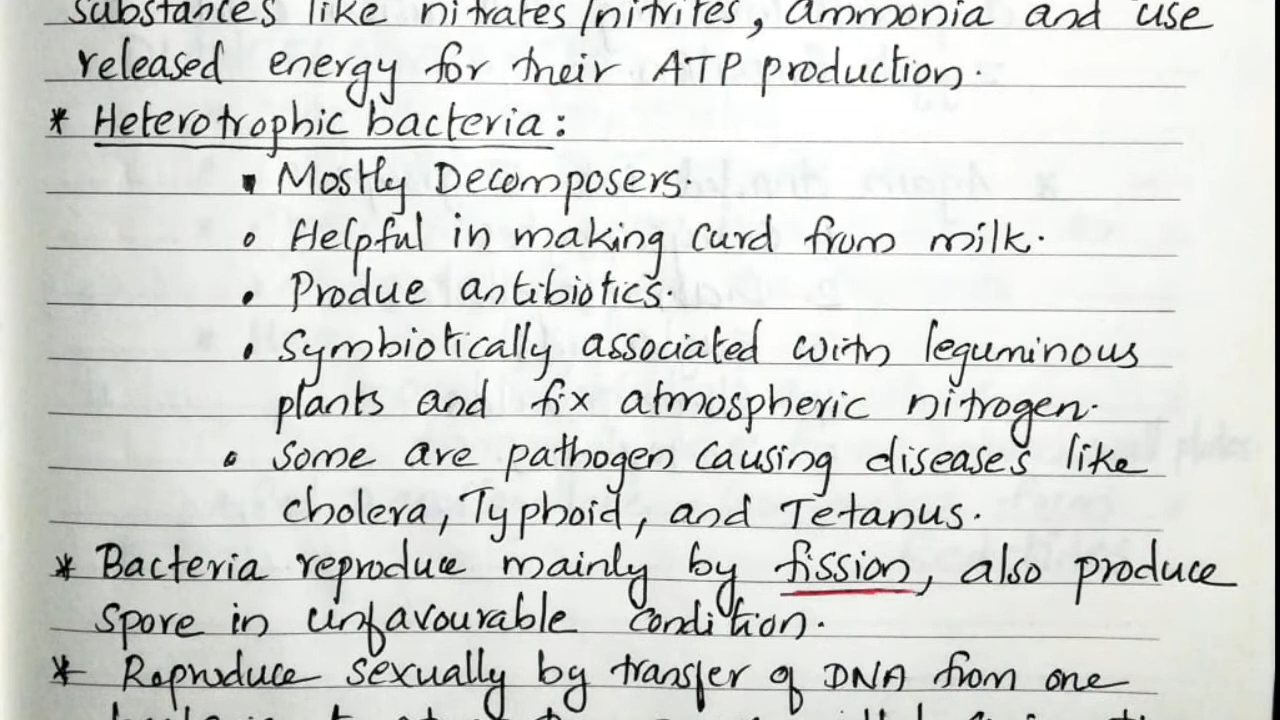 substances like nitrates/nitrites, ammonia and use
released energy for their ATP production.
* Heterotrophic bacteria:
▪ Mostly Decomposers.
∘ Helpful in making curd from milk.
• Produe antibiotics.
• Symbiotically associated with leguminous
plants and fix atmospheric nitrogen.
∘ Some are pathogen causing diseases like
cholera, Typhoid, and Tetanus.
* Bacteria reproduce mainly by fission, also produce
spore in unfavourable condition.
* Reproduce sexually by transfer of DNA from one